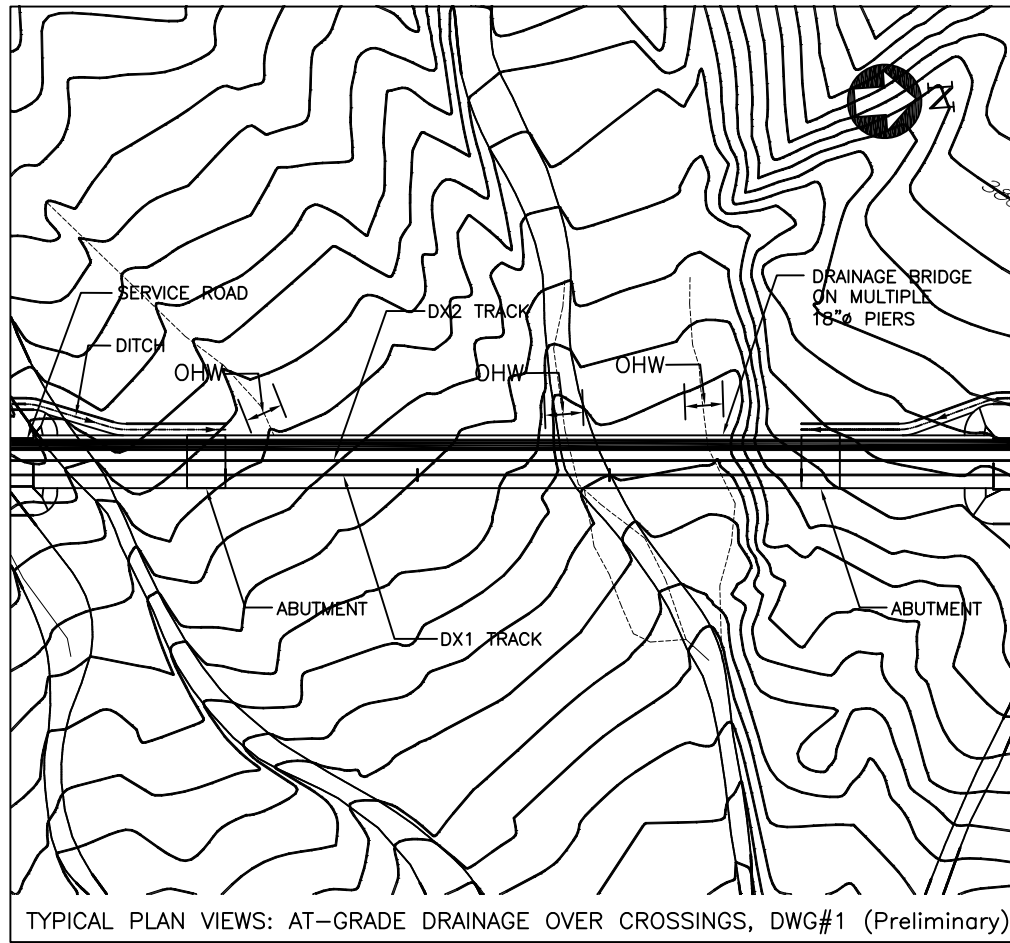 N
SERVICE ROAD
DITCH
DX2 TRACK
DRAINAGE BRIDGE
ON MULTIPLE
18"ø PIERS
OHW
OHW
OHW
ABUTMENT
DX1 TRACK
ABUTMENT
TYPICAL PLAN VIEWS: AT-GRADE DRAINAGE OVER CROSSINGS, DWG#1 (Preliminary)